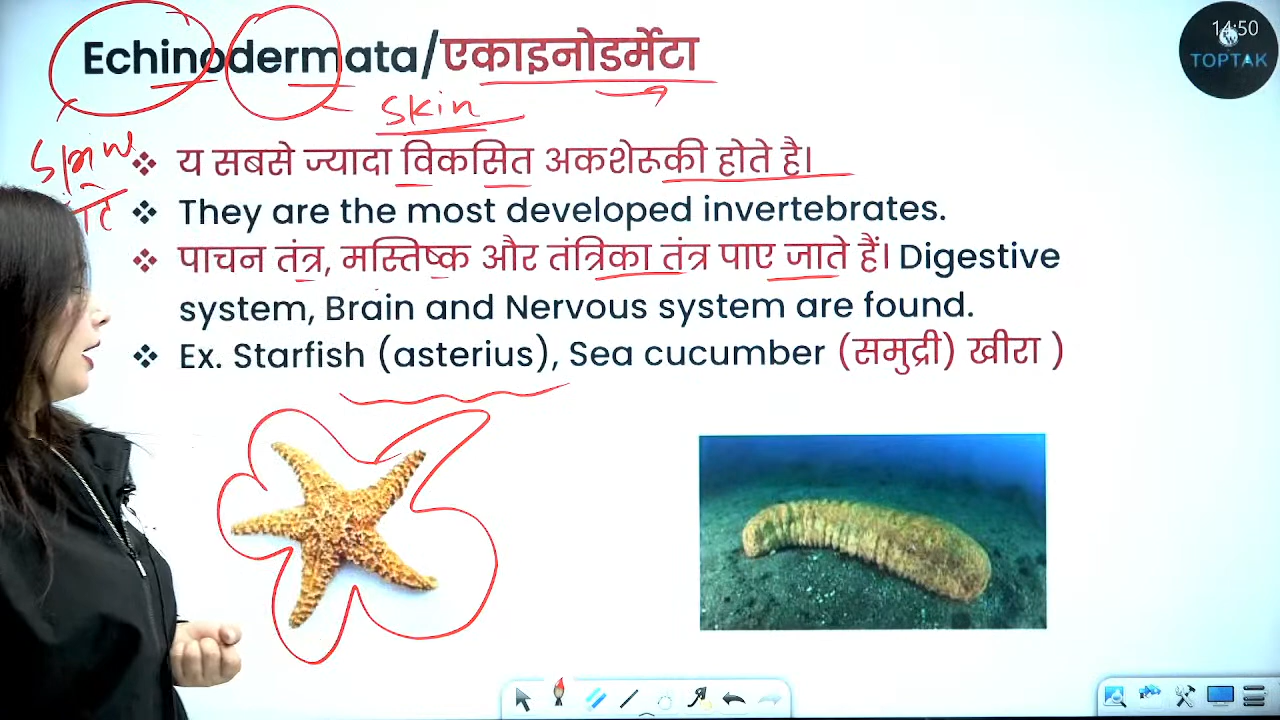 Echinodermata/एकाइनोडर्मेटा
14:50
TOPTAK
Skin
Spine
❖ य सबसे ज्यादा विकसित अकशेरूकी होते है।
❖ They are the most developed invertebrates.
❖ पाचन तंत्र, मस्तिष्क और तंत्रिका तंत्र पाए जाते हैं। Digestive
system, Brain and Nervous system are found.
❖ Ex. Starfish (asterius), Sea cucumber (समुद्री) खीरा )